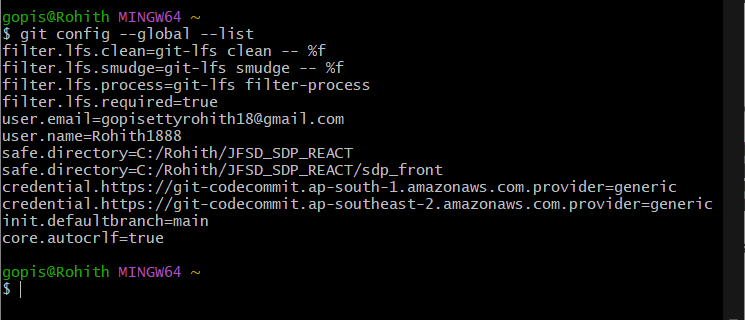 gopis@Rohith MINGW64 ~
$ git config --global --list
filter.lfs.clean=git-lfs clean -- %f
filter.lfs.smudge=git-lfs smudge -- %f
filter.lfs.process=git-lfs filter-process
filter.lfs.required=true
user.email=gopisettyrohith18@gmail.com
user.name=Rohith1888
safe.directory=C:/Rohith/JFSD_SDP_REACT
safe.directory=C:/Rohith/JFSD_SDP_REACT/sdp_front
credential.https://git-codecommit.ap-south-1.amazonaws.com.provider=generic
credential.https://git-codecommit.ap-southeast-2.amazonaws.com.provider=generic
init.defaultbranch=main
core.autocrlf=true
gopis@Rohith MINGW64 ~
$